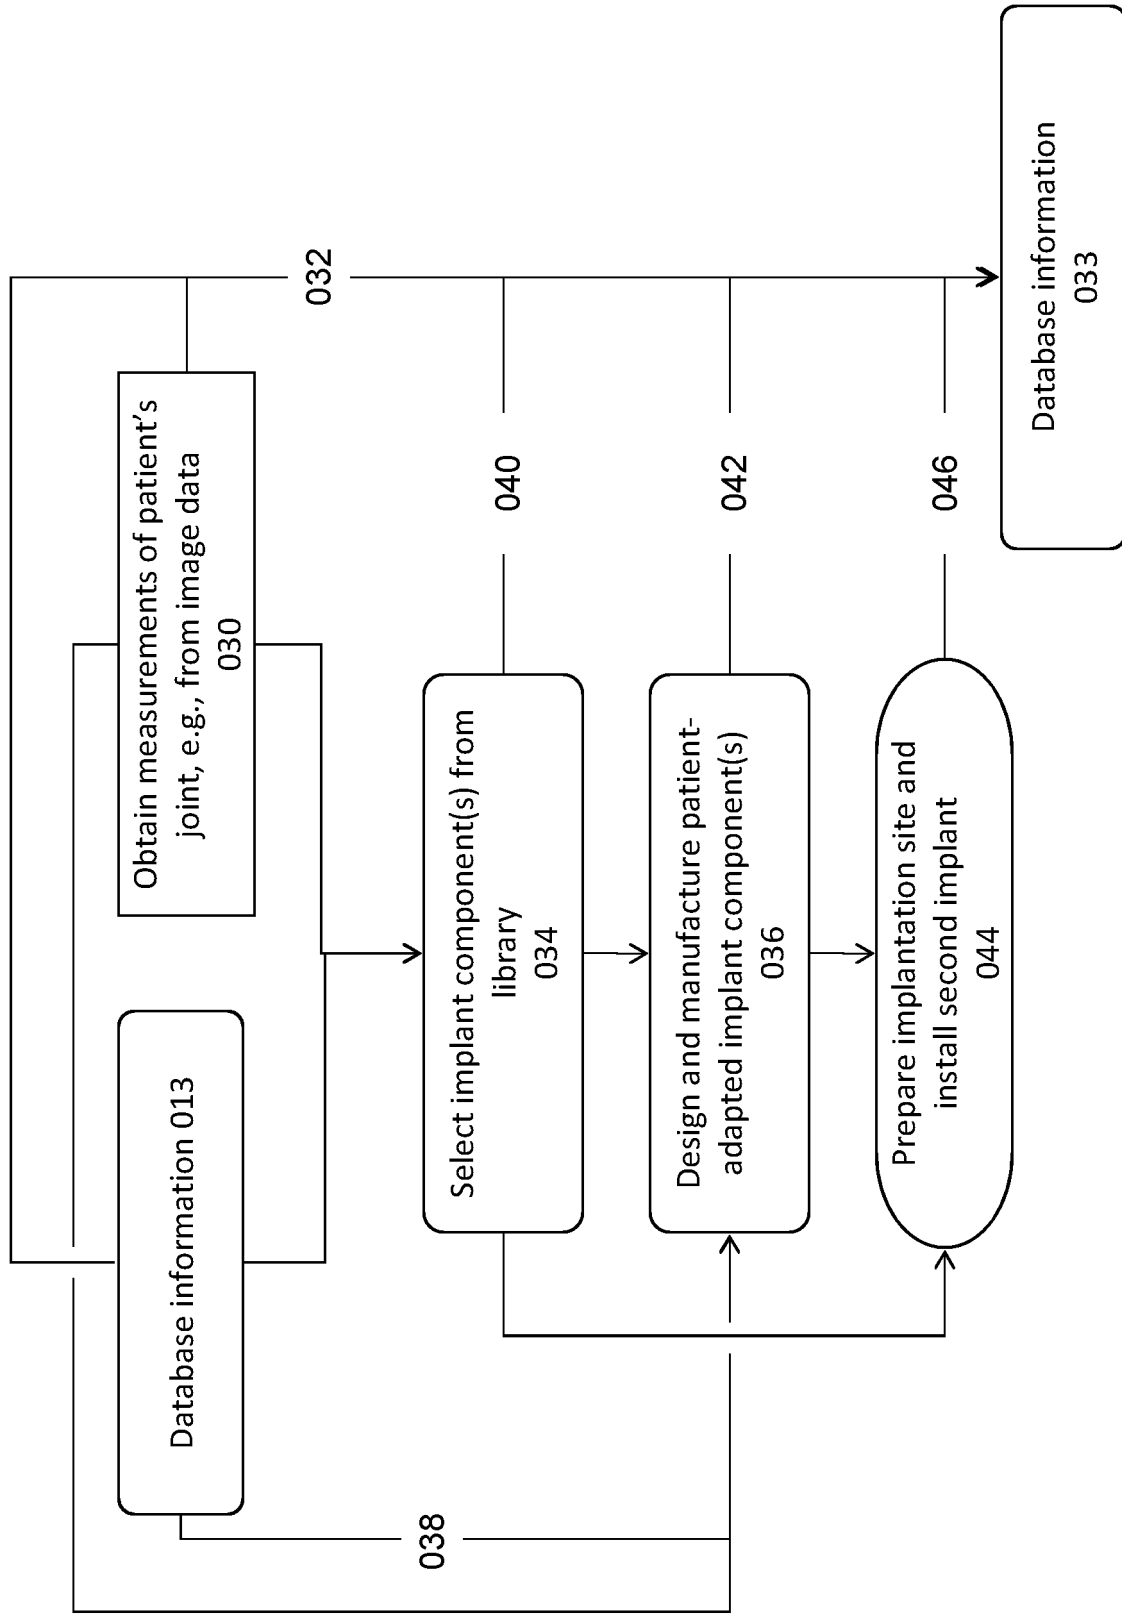 Database information 013
Obtain measurements of patient's
joint, e.g., from image data
030
032
038
Select implant component(s) from
library
034
040
Design and manufacture patient-
adapted implant component(s)
036
042
Prepare implantation site and
install second implant
044
046
Database information
033